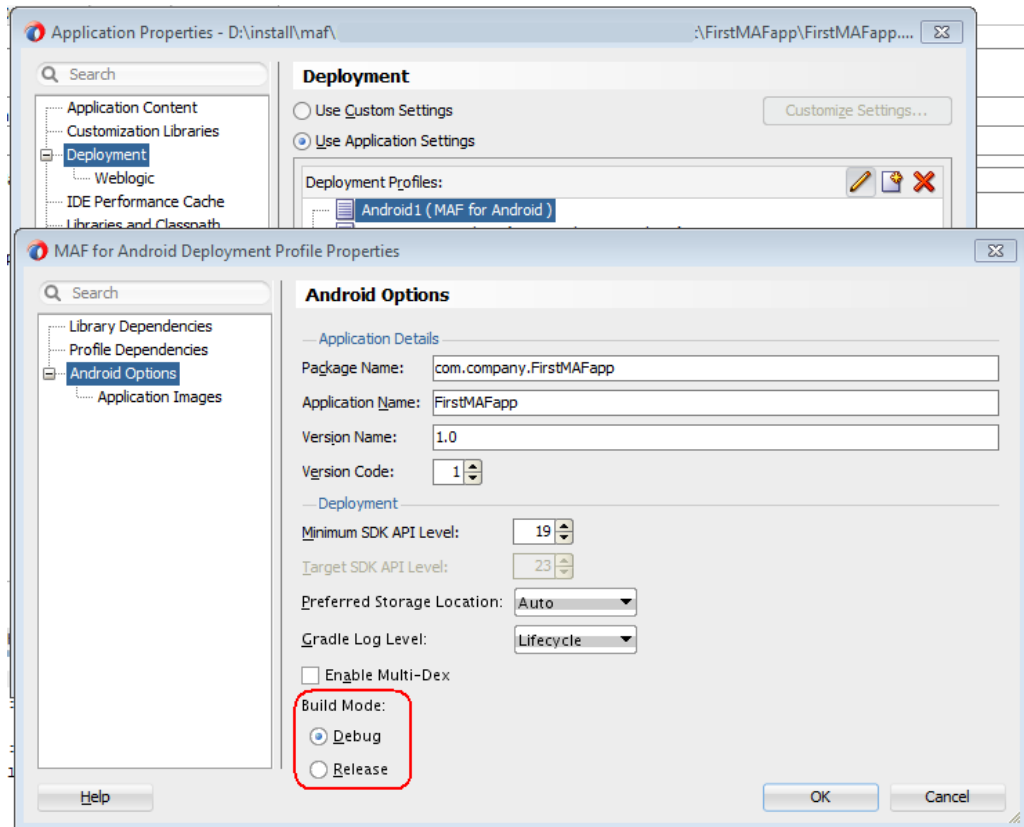 Application Properties - D:\install\maf\ :\FirstMAFapp\FirstMAFapp....
Search
Application Content
Customization Libraries
Deployment
Weblogic
IDE Performance Cache
Libraries and Classpath
Deployment
Use Custom Settings
Customize Settings...
Use Application Settings
Deployment Profiles:
Android1 ( MAF for Android )
MAF for Android Deployment Profile Properties
Search
Library Dependencies
Profile Dependencies
Android Options
Application Images
Android Options
Application Details
Package Name: com.company.FirstMAFapp
Application Name: FirstMAFapp
Version Name: 1.0
Version Code: 1
Deployment
Minimum SDK API Level: 19
Target SDK API Level: 23
Preferred Storage Location: Auto
Gradle Log Level: Lifecycle
Enable Multi-Dex
Build Mode:
Debug
Release
Help
OK
Cancel